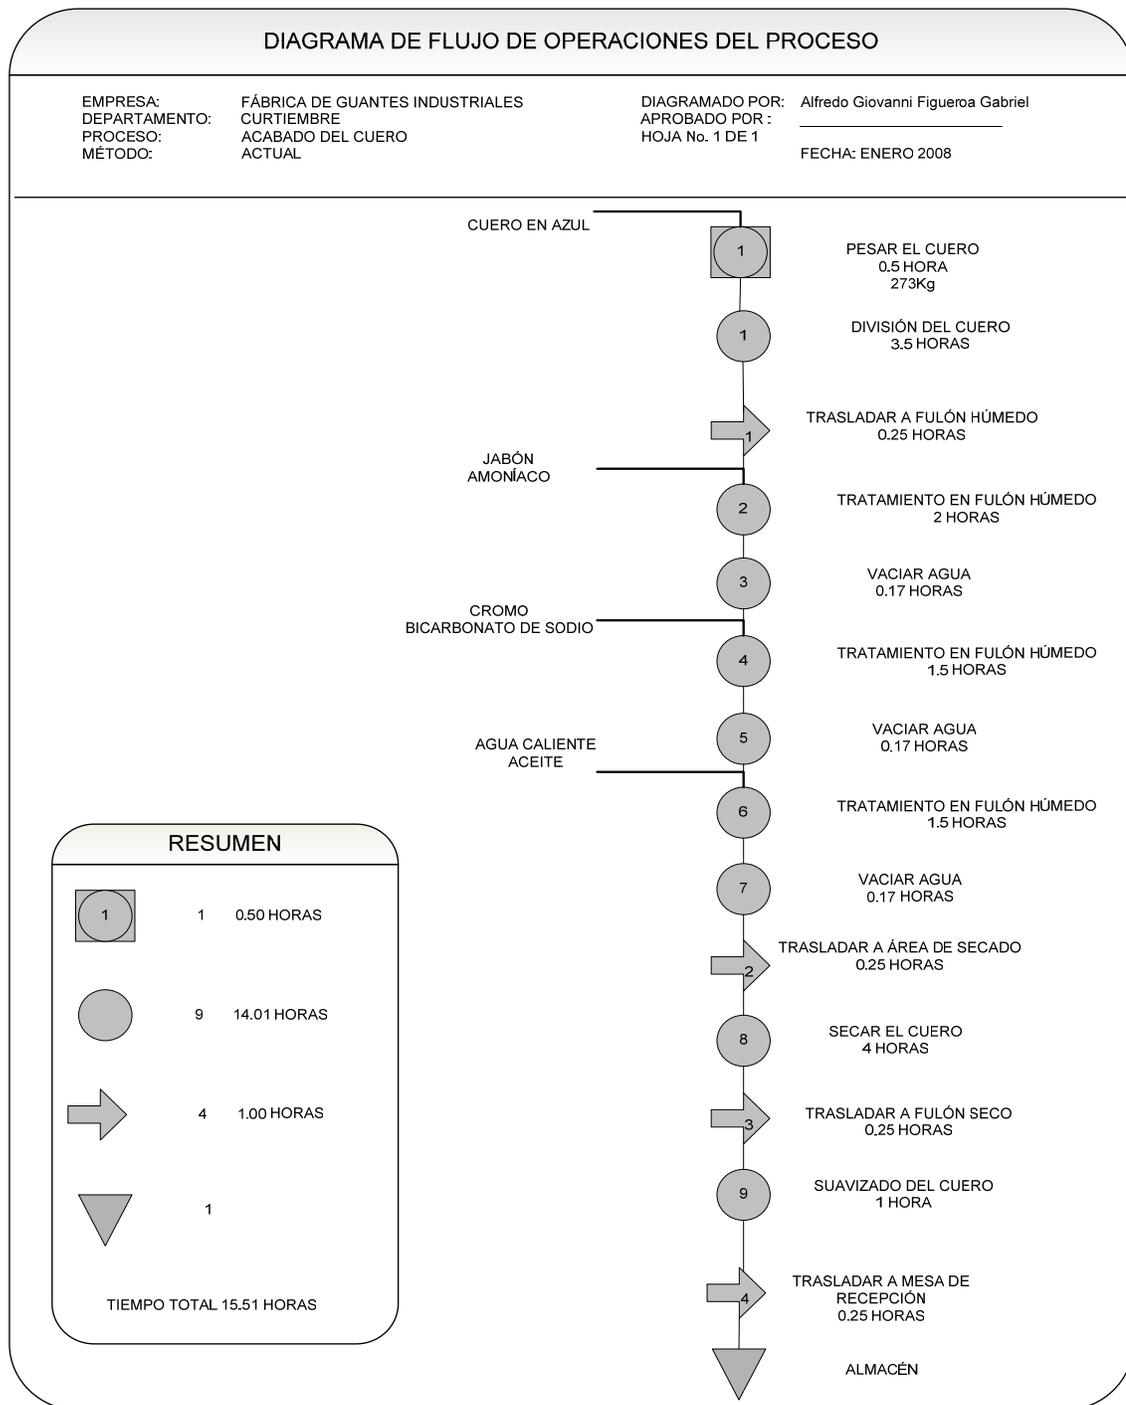 DIAGRAMA DE FLUJO DE OPERACIONES DEL PROCESO
EMPRESA: FÁBRICA DE GUANTES INDUSTRIALES
DEPARTAMENTO: CURTIEMBRE
PROCESO: ACABADO DEL CUERO
MÉTODO: ACTUAL
DIAGRAMADO POR: Alfredo Giovanni Figueroa Gabriel
APROBADO POR :
HOJA No. 1 DE 1
FECHA: ENERO 2008
CUERO EN AZUL
1
PESAR EL CUERO
0.5 HORA
273Kg
1
DIVISIÓN DEL CUERO
3.5 HORAS
1
TRASLADAR A FULÓN HÚMEDO
0.25 HORAS
JABÓN
AMONÍACO
2
TRATAMIENTO EN FULÓN HÚMEDO
2 HORAS
3
VACIAR AGUA
0.17 HORAS
CROMO
BICARBONATO DE SODIO
4
TRATAMIENTO EN FULÓN HÚMEDO
1.5 HORAS
5
VACIAR AGUA
0.17 HORAS
AGUA CALIENTE
ACEITE
6
TRATAMIENTO EN FULÓN HÚMEDO
1.5 HORAS
7
VACIAR AGUA
0.17 HORAS
2
TRASLADAR A ÁREA DE SECADO
0.25 HORAS
8
SECAR EL CUERO
4 HORAS
3
TRASLADAR A FULÓN SECO
0.25 HORAS
9
SUAVIZADO DEL CUERO
1 HORA
4
TRASLADAR A MESA DE
RECEPCIÓN
0.25 HORAS
ALMACÉN
RESUMEN
1 1 0.50 HORAS
9 14.01 HORAS
4 1.00 HORAS
1
TIEMPO TOTAL 15.51 HORAS